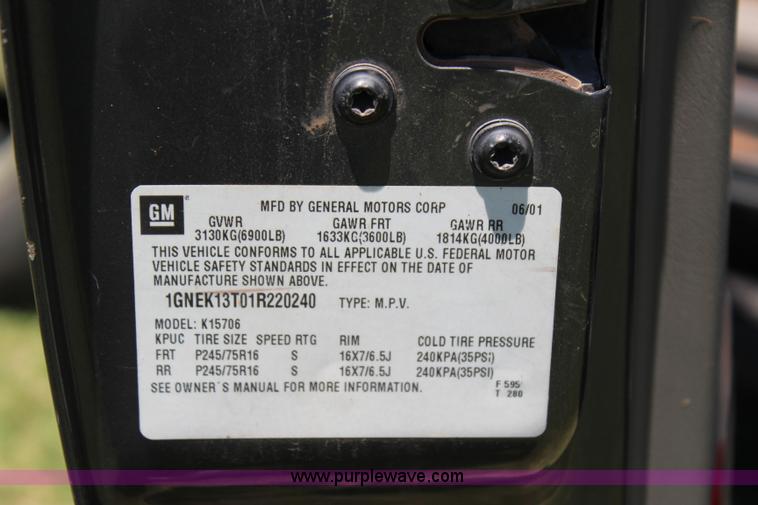 GM MFD BY GENERAL MOTORS CORP 06/01
GVWR GAWR FRT GAWR RR
3130KG(6900LB) 1633KG(3600LB) 1814KG(4000LB)
THIS VEHICLE CONFORMS TO ALL APPLICABLE U.S. FEDERAL MOTOR
VEHICLE SAFETY STANDARDS IN EFFECT ON THE DATE OF
MANUFACTURE SHOWN ABOVE.
1GNEK13T01R220240 TYPE: M.P.V.
MODEL: K15706
KPUC TIRE SIZE SPEED RTG RIM COLD TIRE PRESSURE
FRT P245/75R16 S 16X7/6.5J 240KPA(35PSI)
RR P245/75R16 S 16X7/6.5J 240KPA(35PSI)
SEE OWNER'S MANUAL FOR MORE INFORMATION. F 595
T 280
www.purplewave.com